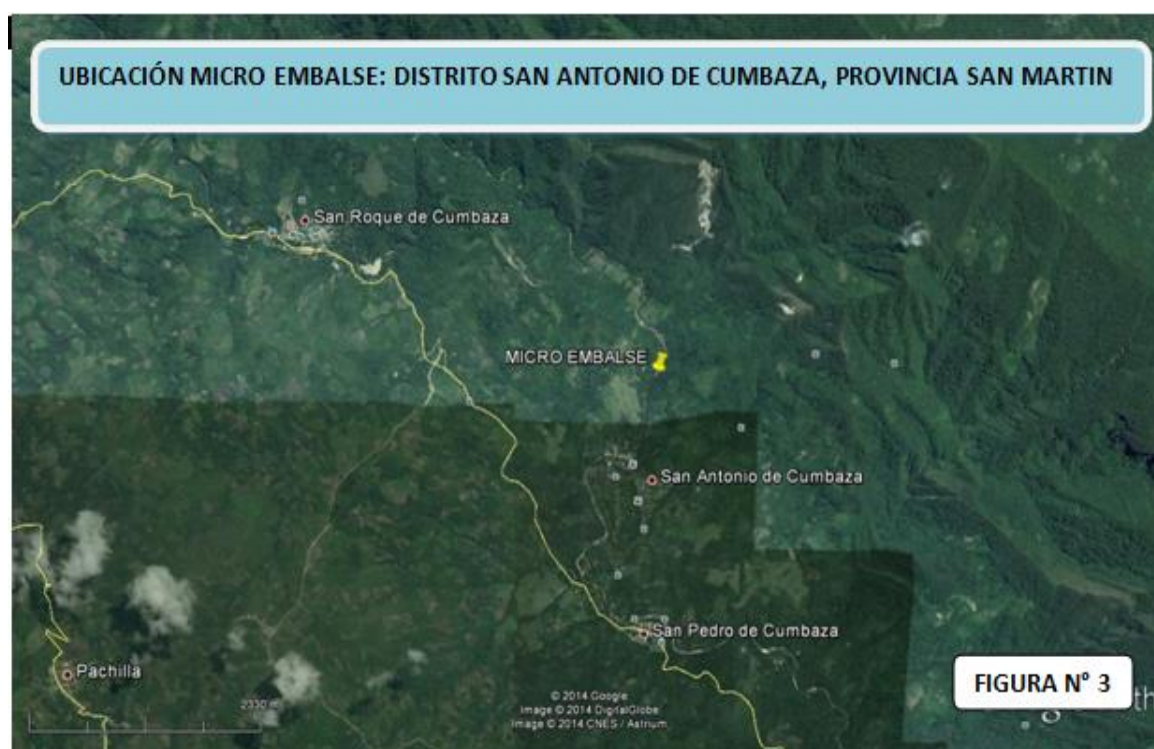 UBICACIÓN MICRO EMBALSE: DISTRITO SAN ANTONIO DE CUMBAZA, PROVINCIA SAN MARTIN
San Roque de Cumbaza
MICRO EMBALSE
San Antonio de Cumbaza
San Pedro de Cumbaza
Pachilla
2330 m
© 2014 Google
Image © 2014 DigitalGlobe
Image © 2014 CNES / Astrium
FIGURA N° 3